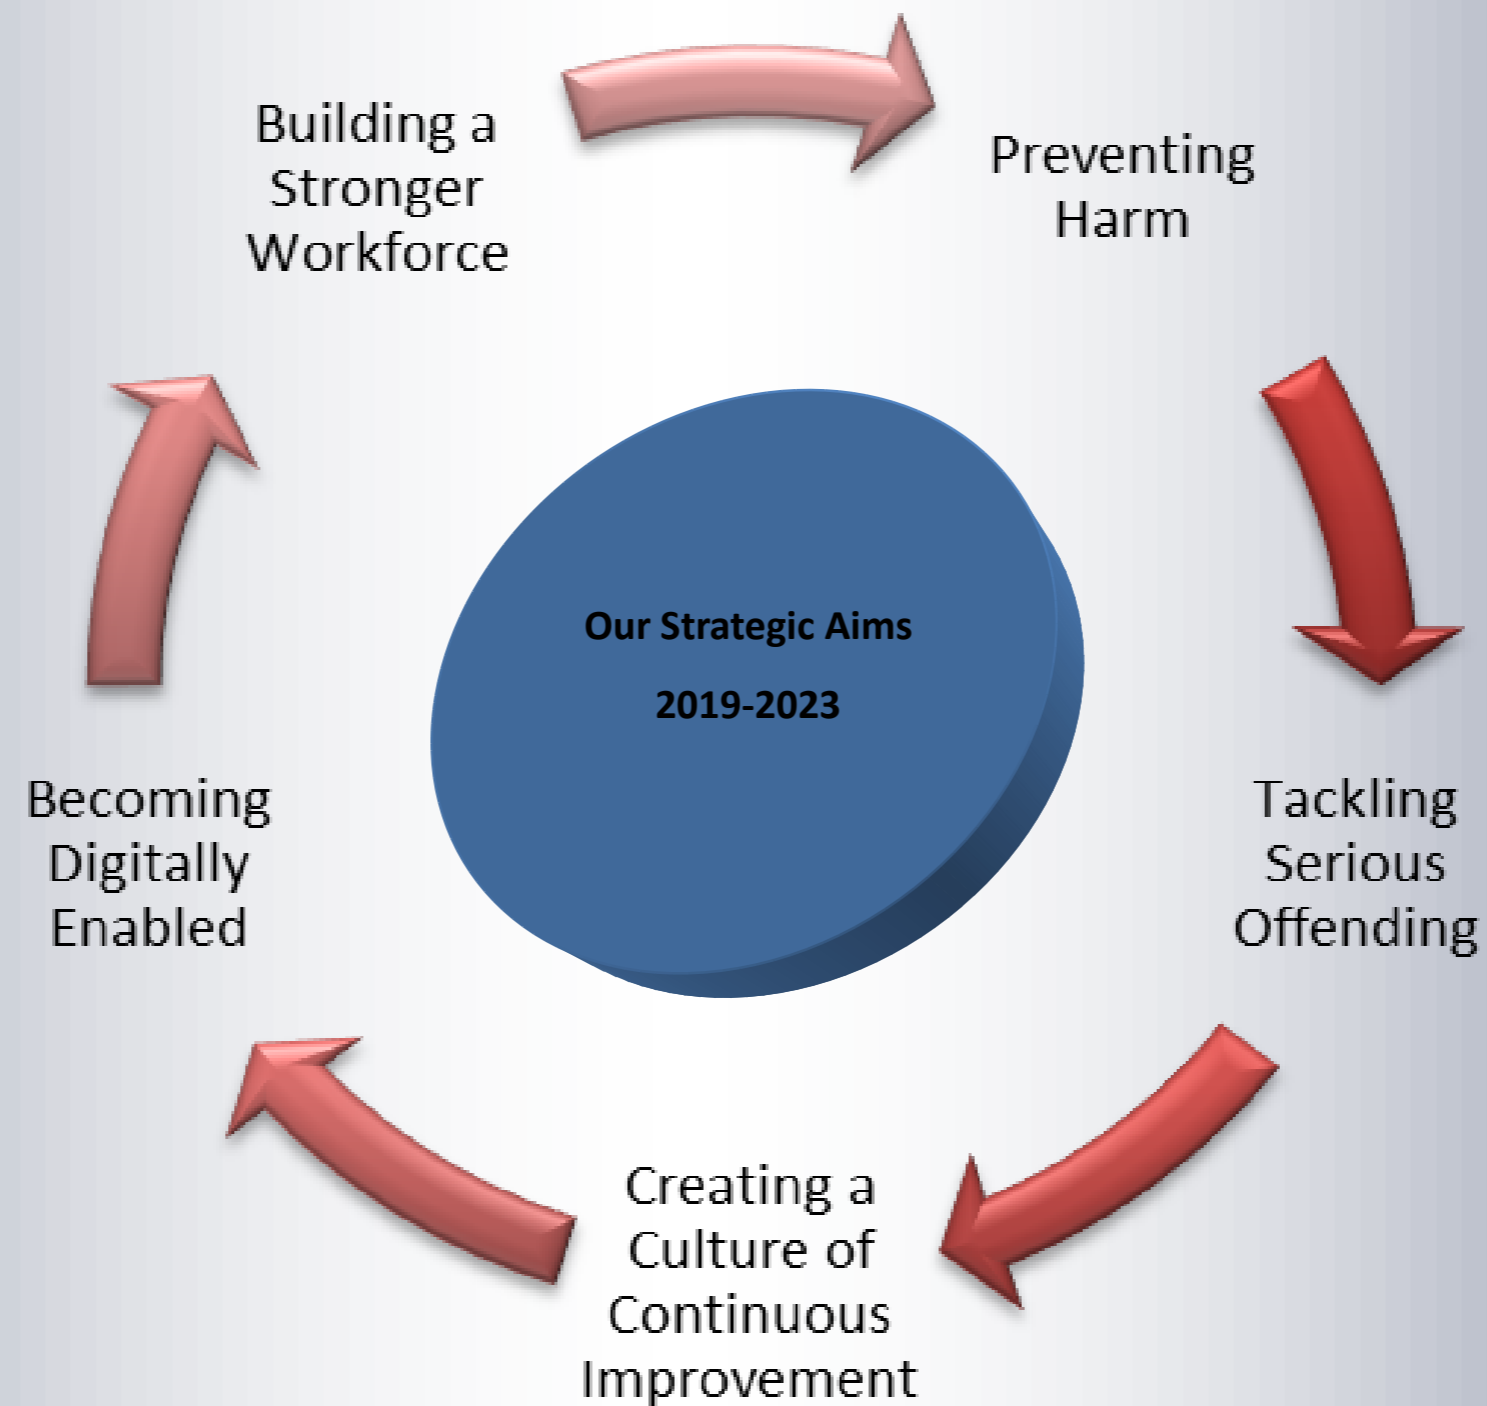 Building a
Stronger
Workforce
Preventing
Harm
Our Strategic Aims
2019-2023
Becoming
Digitally
Enabled
Tackling
Serious
Offending
Creating a
Culture of
Continuous
Improvement